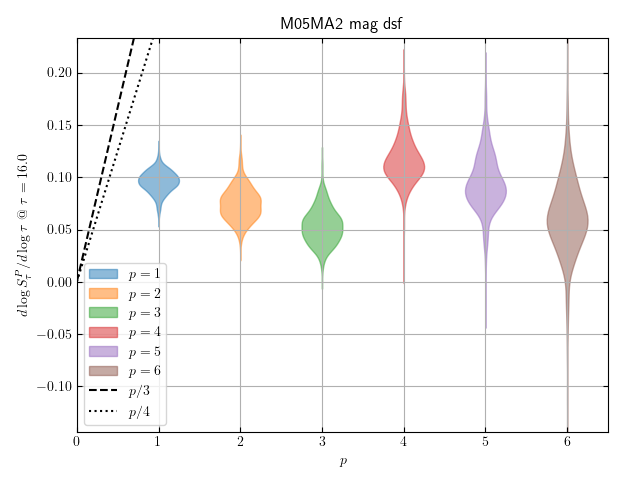 M05MA2 mag dsf
d log S_τ^P / d log τ @ τ = 16.0
0.20
0.15
0.10
0.05
0.00
−0.05
−0.10
p = 1
p = 2
p = 3
p = 4
p = 5
p = 6
p/3
p/4
0 1 2 3 4 5 6
p